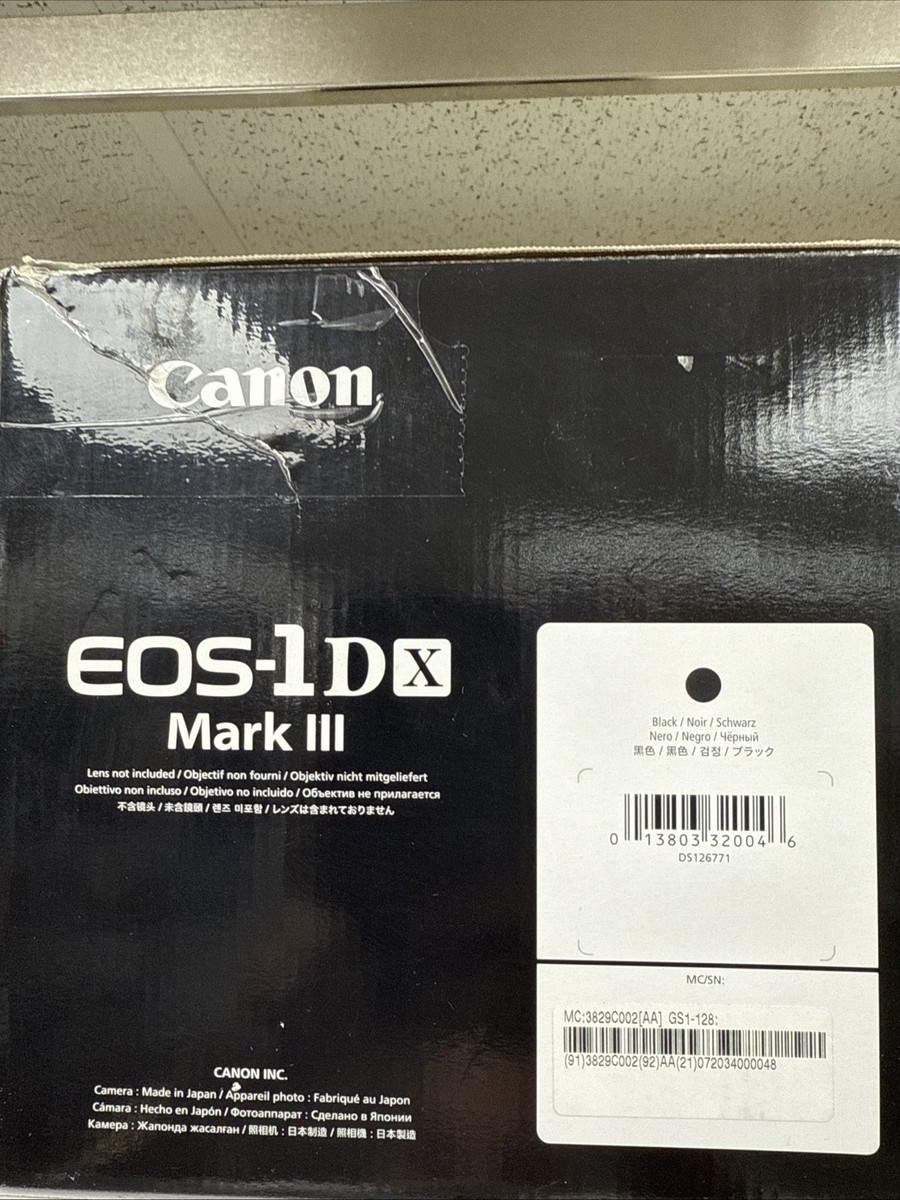 Canon
EOS-1D X
Mark III
Lens not included / Objectif non fourni / Objektiv nicht mitgeliefert
Obiettivo non incluso / Objetivo no incluido / Объектив не прилагается
不含镜头 / 未含鏡頭 / 렌즈 미포함 / レンズは含まれておりません
CANON INC.
Camera : Made in Japan / Appareil photo : Fabriqué au Japon
Cámara : Hecho en Japón / Фотоаппарат : Сделано в Японии
Камера : Жапонда жасалған / 照相机 : 日本制造 / 照相機 : 日本製造
Black / Noir / Schwarz
Nero / Negro / Чёрный
黑色 / 黑色 / 검정 / ブラック
0 13803 32004 6
DS126771
MC/SN:
MC:3829C002[AA] GS1-128:
(91)3829C002(92)AA(21)072034000048